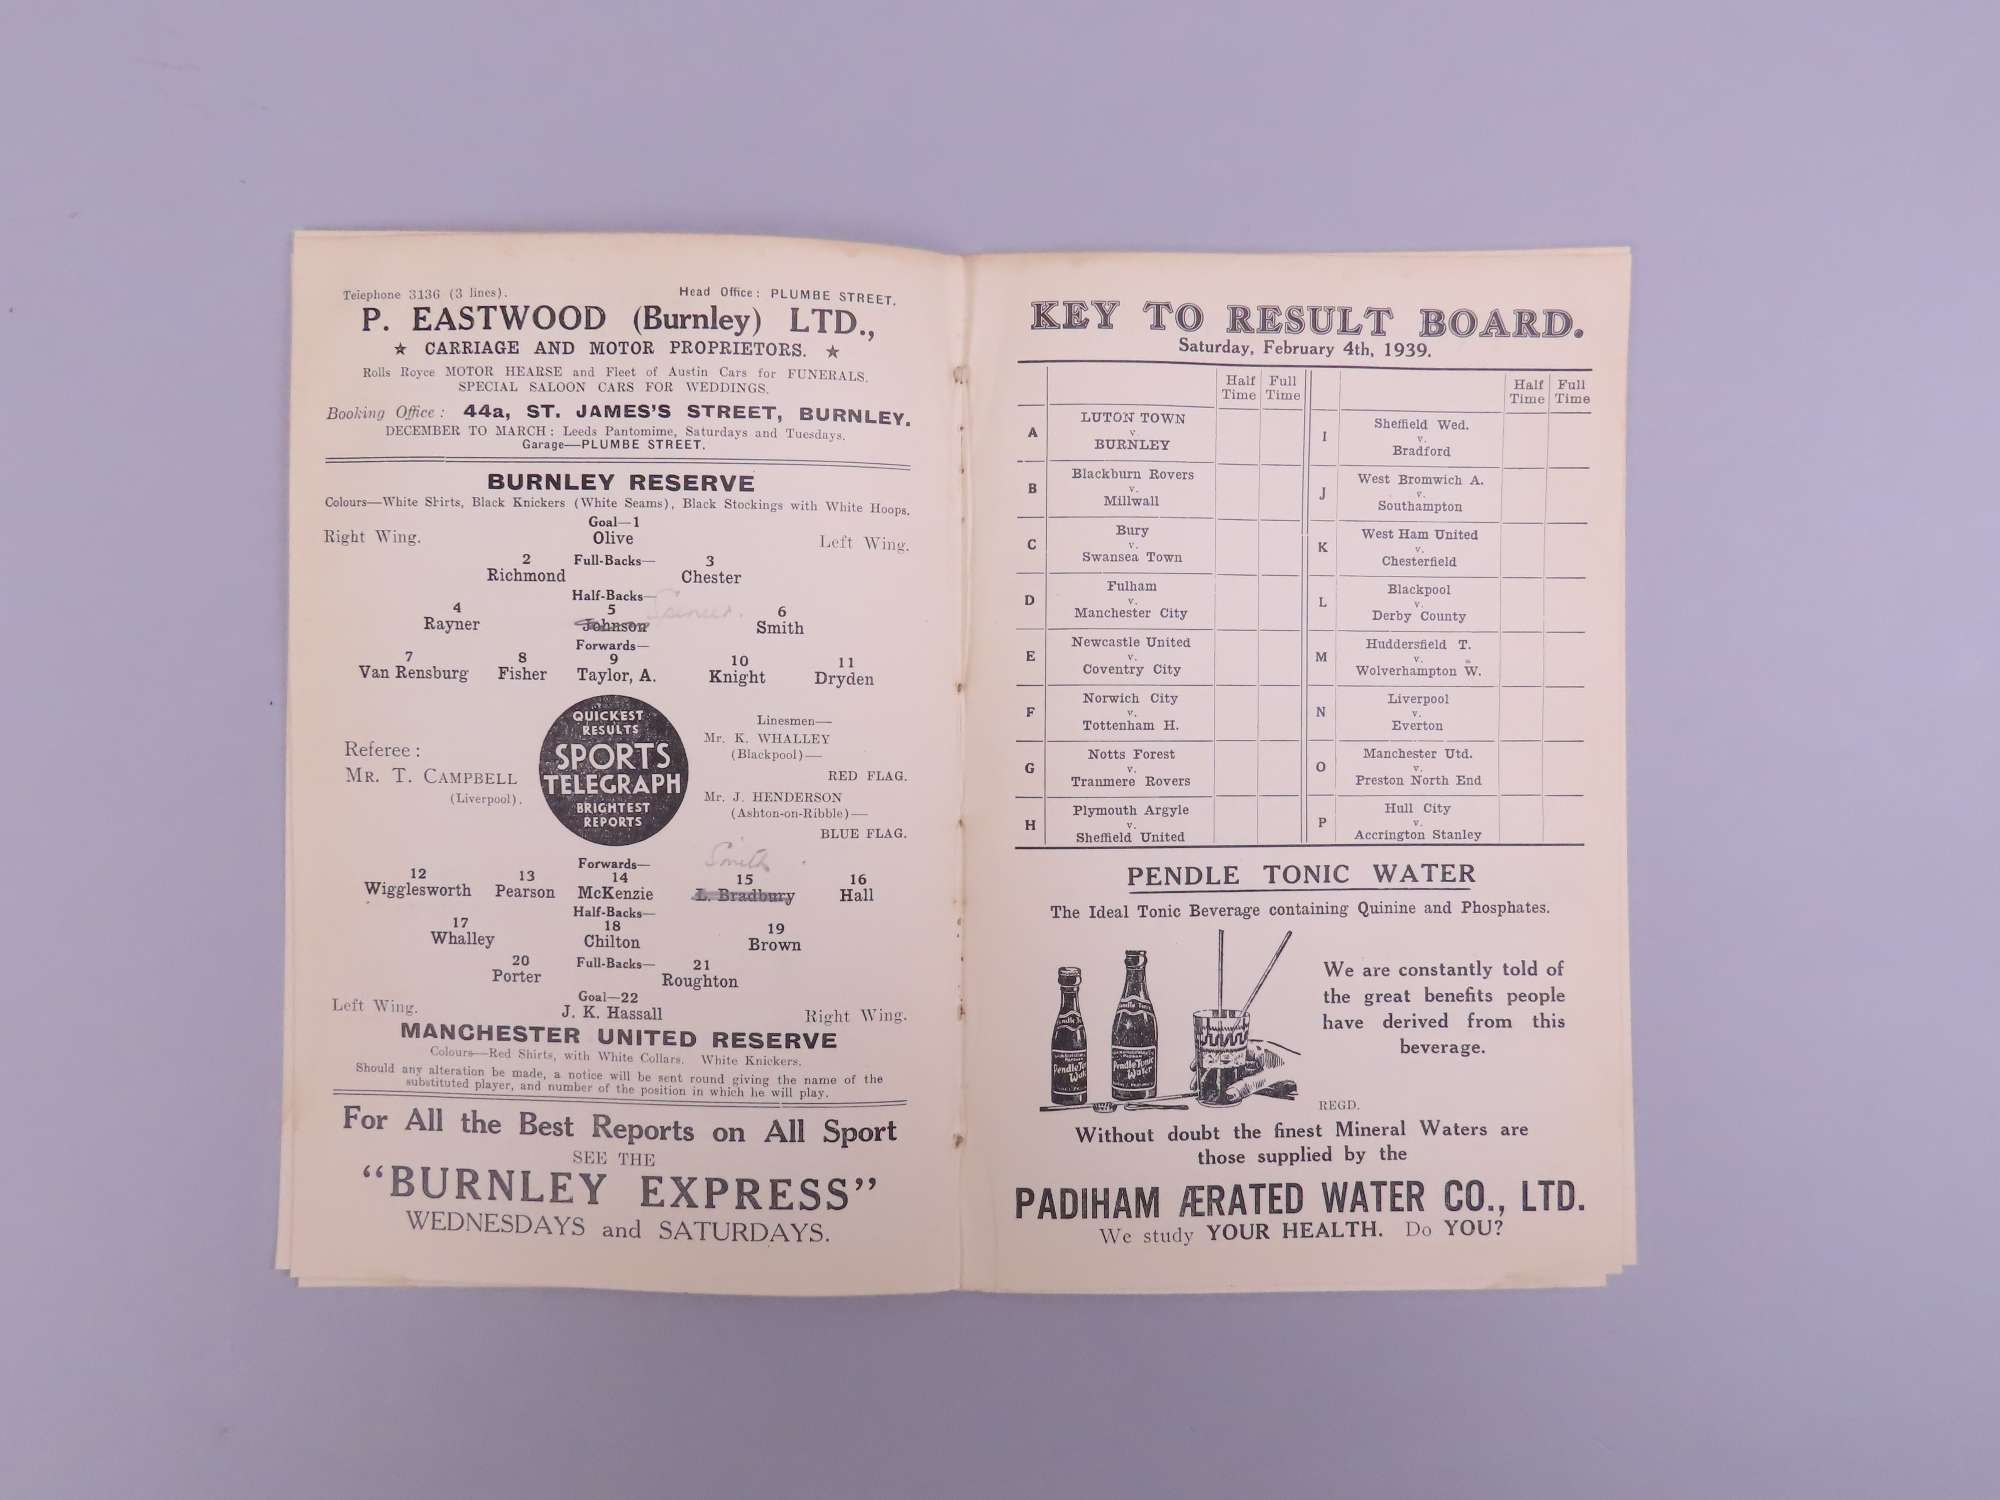 Telephone 3136 (3 lines). Head Office: PLUMBE STREET.
P. EASTWOOD (Burnley) LTD.,
★ CARRIAGE AND MOTOR PROPRIETORS. ★
Rolls Royce MOTOR HEARSE and Fleet of Austin Cars for FUNERALS.
SPECIAL SALOON CARS FOR WEDDINGS.
Booking Office: 44a, ST. JAMES'S STREET, BURNLEY.
DECEMBER TO MARCH: Leeds Pantomime, Saturdays and Tuesdays.
Garage—PLUMBE STREET.
BURNLEY RESERVE
Colours—White Shirts, Black Knickers (White Seams), Black Stockings with White Hoops.
Goal—1
Right Wing. Olive Left Wing.
2 Full-Backs— 3
Richmond Chester
Half-Backs—
4 5 6
Rayner Johnson Smith
Forwards—
7 8 9 10 11
Van Rensburg Fisher Taylor, A. Knight Dryden
QUICKEST
RESULTS
SPORTS
TELEGRAPH
BRIGHTEST
REPORTS
Referee:
MR. T. CAMPBELL
(Liverpool).
Linesmen—
Mr. K. WHALLEY
(Blackpool)—
RED FLAG.
Mr. J. HENDERSON
(Ashton-on-Ribble)—
BLUE FLAG.
Smith
Forwards—
12 13 14 15 16
Wigglesworth Pearson McKenzie L. Bradbury Hall
Half-Backs—
17 18 19
Whalley Chilton Brown
20 Full-Backs— 21
Porter Roughton
Goal—22
Left Wing. J. K. Hassall Right Wing.
MANCHESTER UNITED RESERVE
Colours—Red Shirts, with White Collars. White Knickers.
Should any alteration be made, a notice will be sent round giving the name of the
substituted player, and number of the position in which he will play.
For All the Best Reports on All Sport
SEE THE
"BURNLEY EXPRESS"
WEDNESDAYS and SATURDAYS.
KEY TO RESULT BOARD.
Saturday, February 4th, 1939.
Half Time Full Time
A LUTON TOWN
v.
BURNLEY
B Blackburn Rovers
v.
Millwall
C Bury
v.
Swansea Town
D Fulham
v.
Manchester City
E Newcastle United
v.
Coventry City
F Norwich City
v.
Tottenham H.
G Notts Forest
v.
Tranmere Rovers
H Plymouth Argyle
v.
Sheffield United
Half Time Full Time
I Sheffield Wed.
v.
Bradford
J West Bromwich A.
v.
Southampton
K West Ham United
v.
Chesterfield
L Blackpool
v.
Derby County
M Huddersfield T.
v.
Wolverhampton W.
N Liverpool
v.
Everton
O Manchester Utd.
v.
Preston North End
P Hull City
v.
Accrington Stanley
PENDLE TONIC WATER
The Ideal Tonic Beverage containing Quinine and Phosphates.
We are constantly told of
the great benefits people
have derived from this
beverage.
Pendle Tonic
Water
REGD.
Without doubt the finest Mineral Waters are
those supplied by the
PADIHAM ÆRATED WATER CO., LTD.
We study YOUR HEALTH. Do YOU?